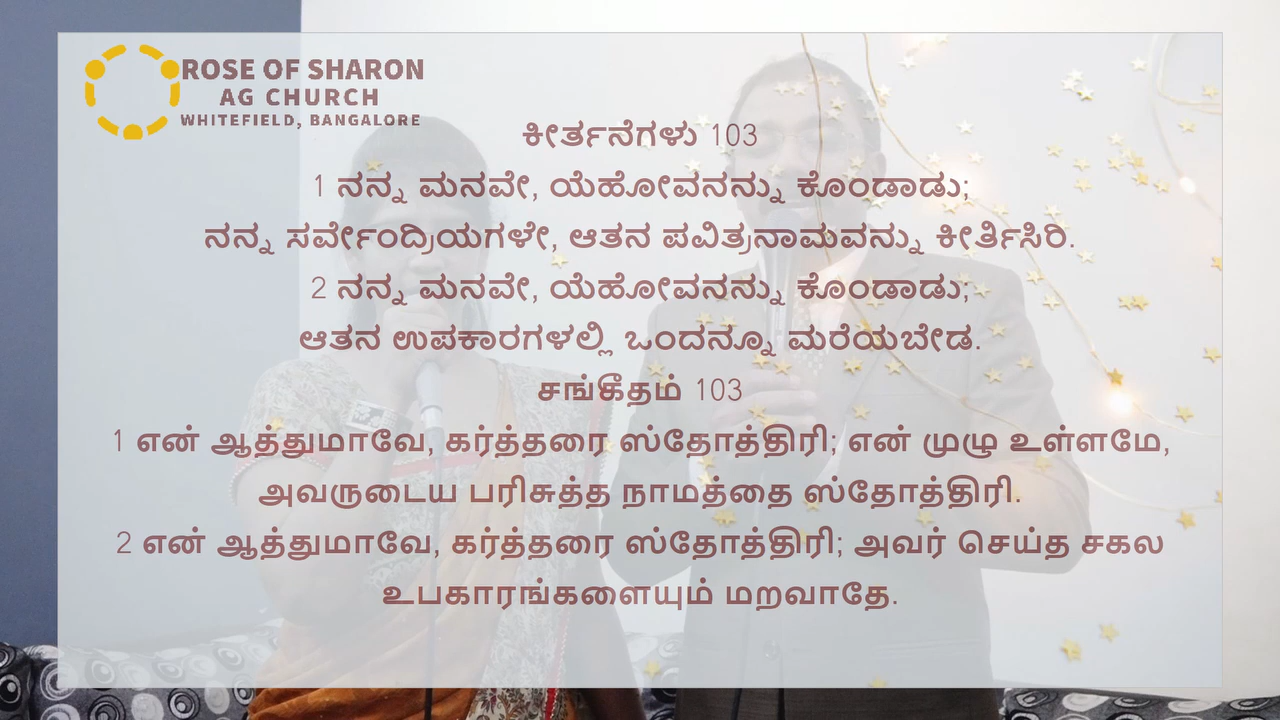 ROSE OF SHARON
AG CHURCH
WHITEFIELD, BANGALORE
ಕೀರ್ತನೆಗಳು 103
1 ನನ್ನ ಮನವೇ, ಯೆಹೋವನನ್ನು ಕೊಂಡಾಡು;
ನನ್ನ ಸರ್ವೇಂದ್ರಿಯಗಳೇ, ಆತನ ಪವಿತ್ರನಾಮವನ್ನು ಕೀರ್ತಿಸಿರಿ.
2 ನನ್ನ ಮನವೇ, ಯೆಹೋವನನ್ನು ಕೊಂಡಾಡು;
ಆತನ ಉಪಕಾರಗಳಲ್ಲಿ ಒಂದನ್ನೂ ಮರೆಯಬೇಡ.
சங்கீதம் 103
1 என் ஆததுமாவே, கர்த்தரை ஸ்தோத்திரி; என் முழு உள்ளமே,
அவருடைய பரிசுத்த நாமத்தை ஸ்தோத்திரி.
2 என் ஆத்துமாவே, கர்த்தரை ஸ்தோத்திரி; அவர் செய்த சகல
உபகாரங்களையும் மறவாதே.